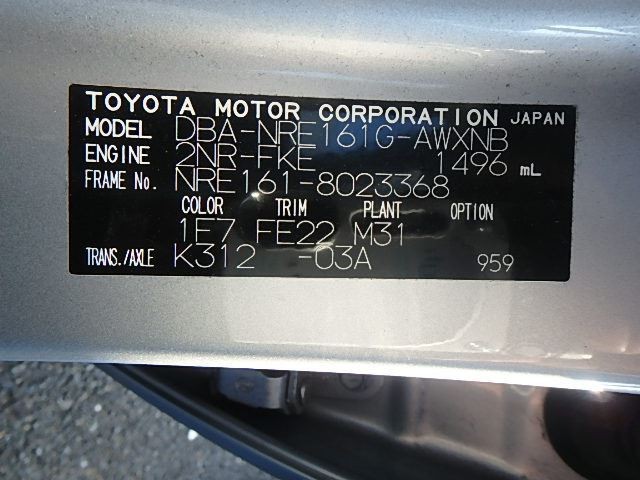 TOYOTA MOTOR CORPORATION JAPAN
MODEL DBA-NRE161G-AWXNB
ENGINE 2NR-FKE 1496 mL
FRAME No. NRE161-8023368
COLOR TRIM PLANT OPTION
1E7 FE22 M31
TRANS./AXLE K312 -03A 959